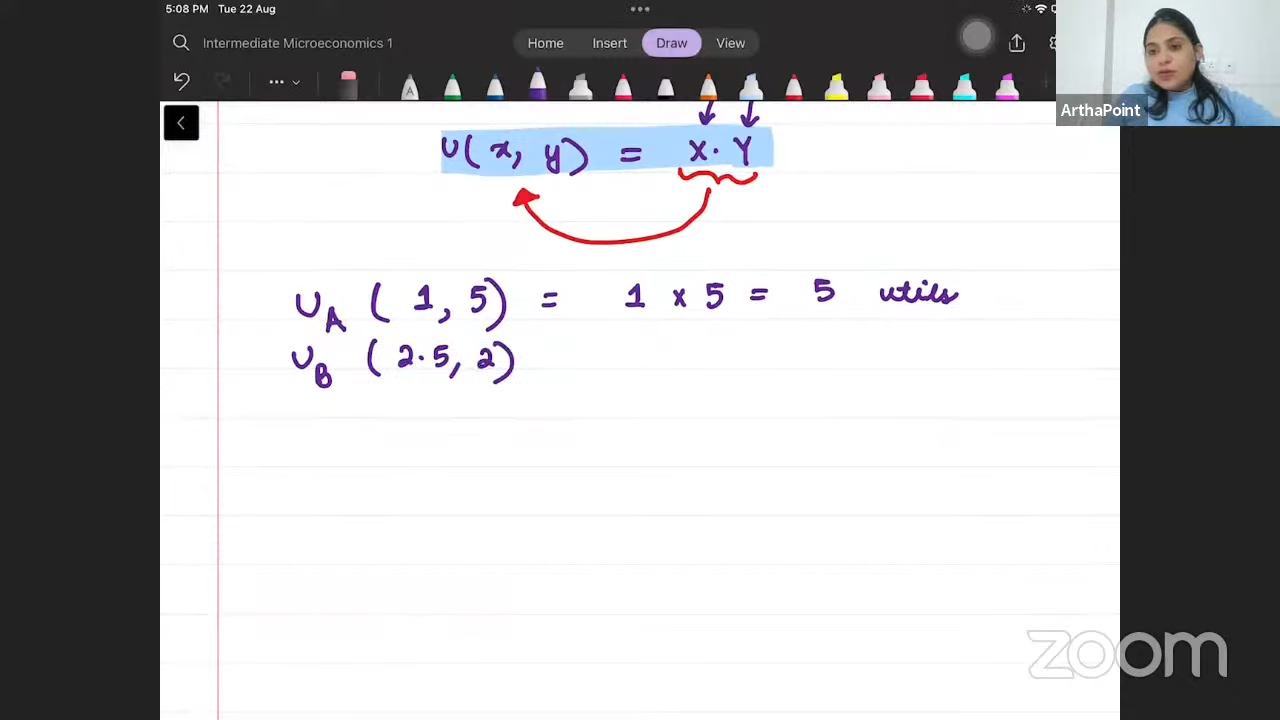 5:08 PM Tue 22 Aug
Intermediate Microeconomics 1
Home Insert Draw View
A
ArthaPoint
U(x, y) = X·Y
U_A (1, 5) = 1 × 5 = 5 utils
U_B (2.5, 2)
zoom